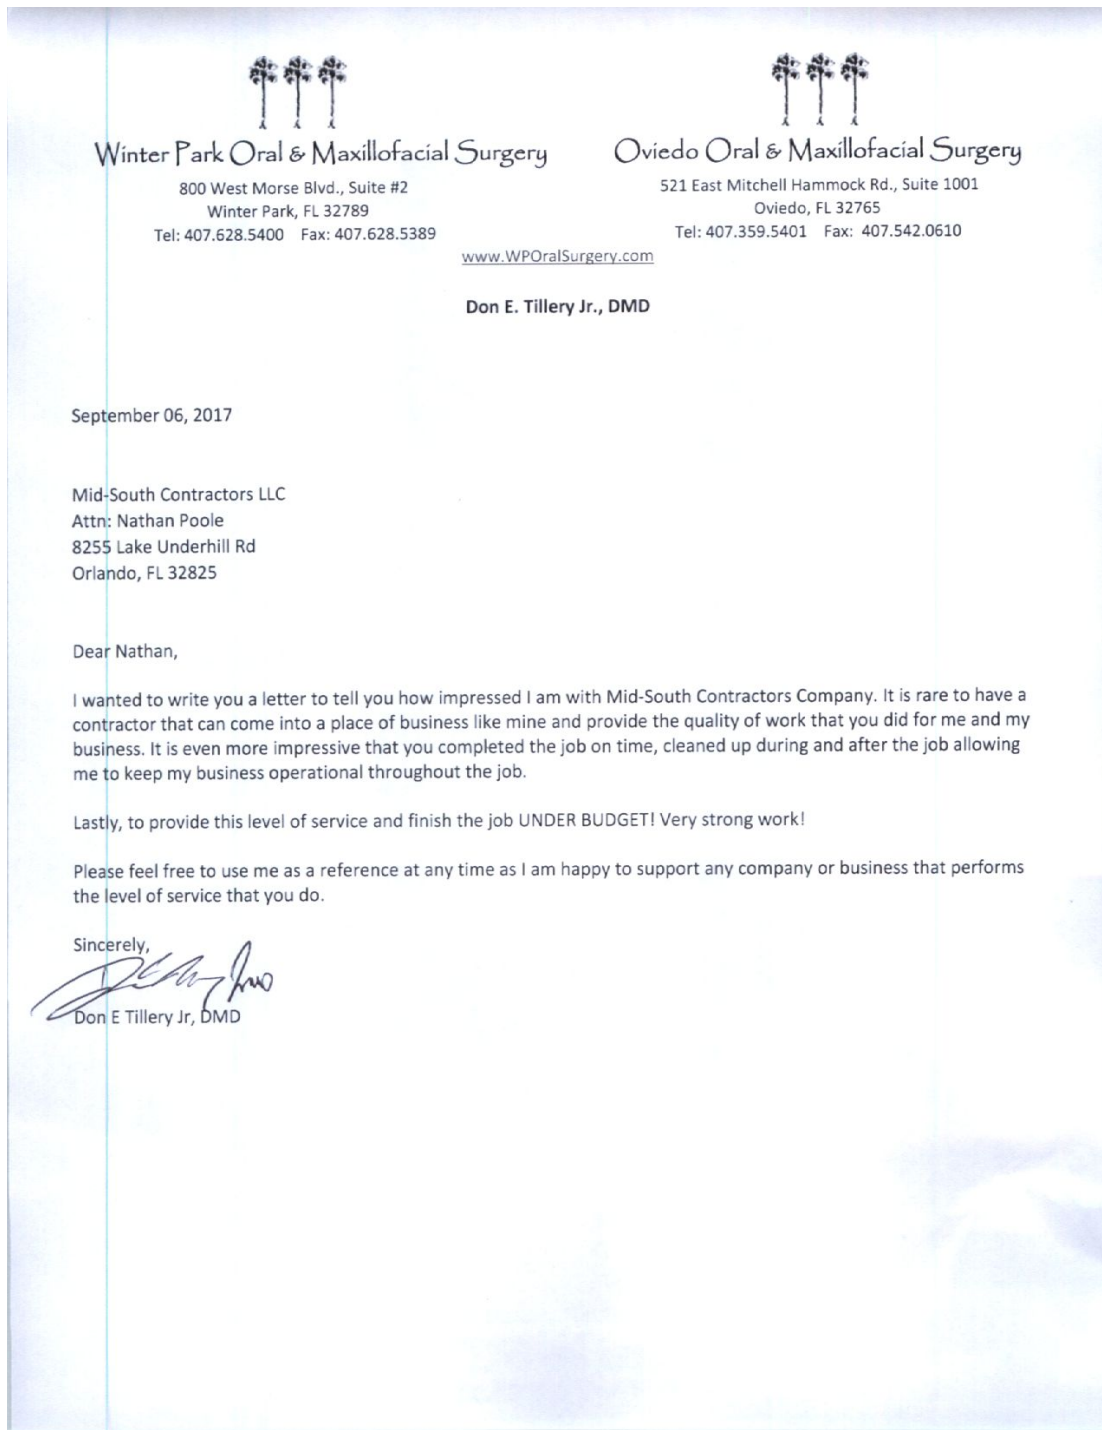 Winter Park Oral & Maxillofacial Surgery
800 West Morse Blvd., Suite #2
Winter Park, FL 32789
Tel: 407.628.5400 Fax: 407.628.5389
Oviedo Oral & Maxillofacial Surgery
521 East Mitchell Hammock Rd., Suite 1001
Oviedo, FL 32765
Tel: 407.359.5401 Fax: 407.542.0610
www.WPOralSurgery.com
Don E. Tillery Jr., DMD
September 06, 2017
Mid-South Contractors LLC
Attn: Nathan Poole
8255 Lake Underhill Rd
Orlando, FL 32825
Dear Nathan,
I wanted to write you a letter to tell you how impressed I am with Mid-South Contractors Company. It is rare to have a
contractor that can come into a place of business like mine and provide the quality of work that you did for me and my
business. It is even more impressive that you completed the job on time, cleaned up during and after the job allowing
me to keep my business operational throughout the job.
Lastly, to provide this level of service and finish the job UNDER BUDGET! Very strong work!
Please feel free to use me as a reference at any time as I am happy to support any company or business that performs
the level of service that you do.
Sincerely,
Don E Tillery Jr, DMD